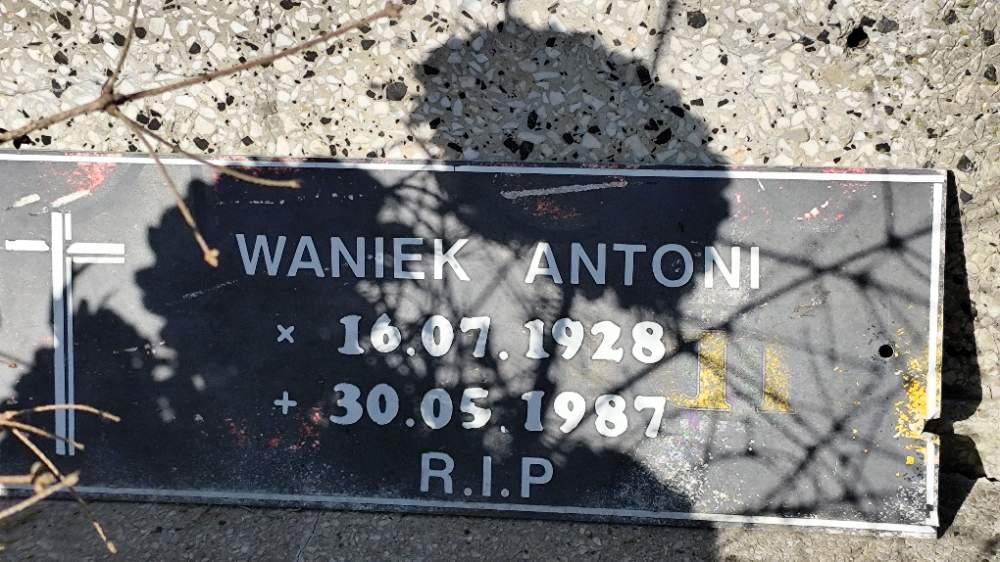 WANIEK ANTONI
× 16.07.1928
+ 30.05.1987
R.I.P